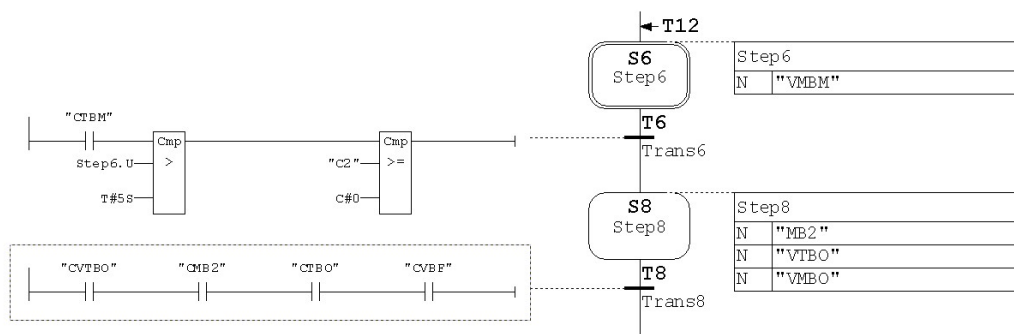 T12
S6
Step6
Step6
N "VMBM"
"CTBM"
Cmp
Cmp
T6
Trans6
Step6.U
>
"C2"
>=
T#5S
C#0
S8
Step8
Step8
N "MB2"
N "VTBO"
N "VMBO"
"CVTBO" "CMB2" "CTBO" "CVBF"
T8
Trans8